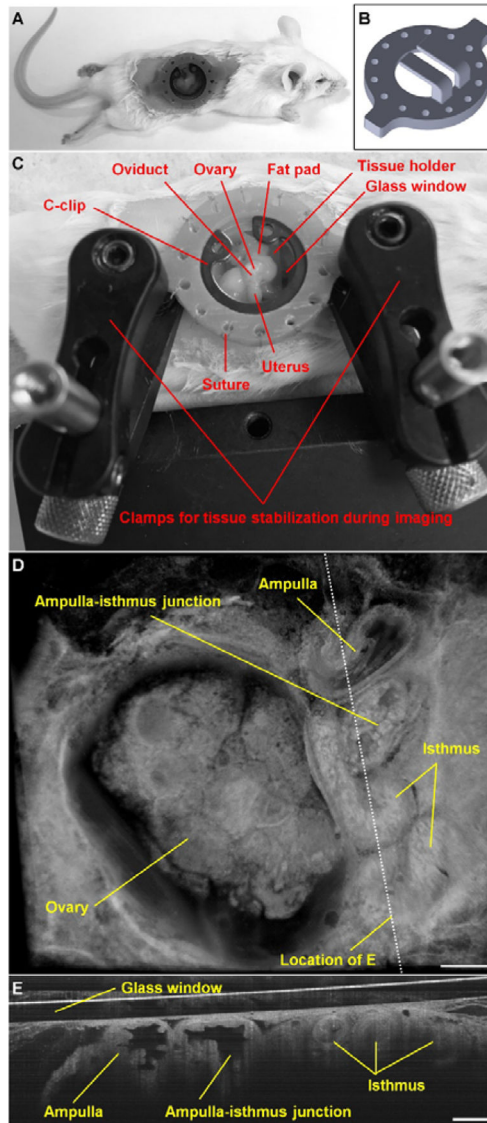 A
B
C
Oviduct
Ovary
Fat pad
Tissue holder
Glass window
C-clip
Uterus
Suture
Clamps for tissue stabilization during imaging
D
Ampulla
Ampulla-isthmus junction
Isthmus
Ovary
Location of E
E
Glass window
Isthmus
Ampulla
Ampulla-isthmus junction